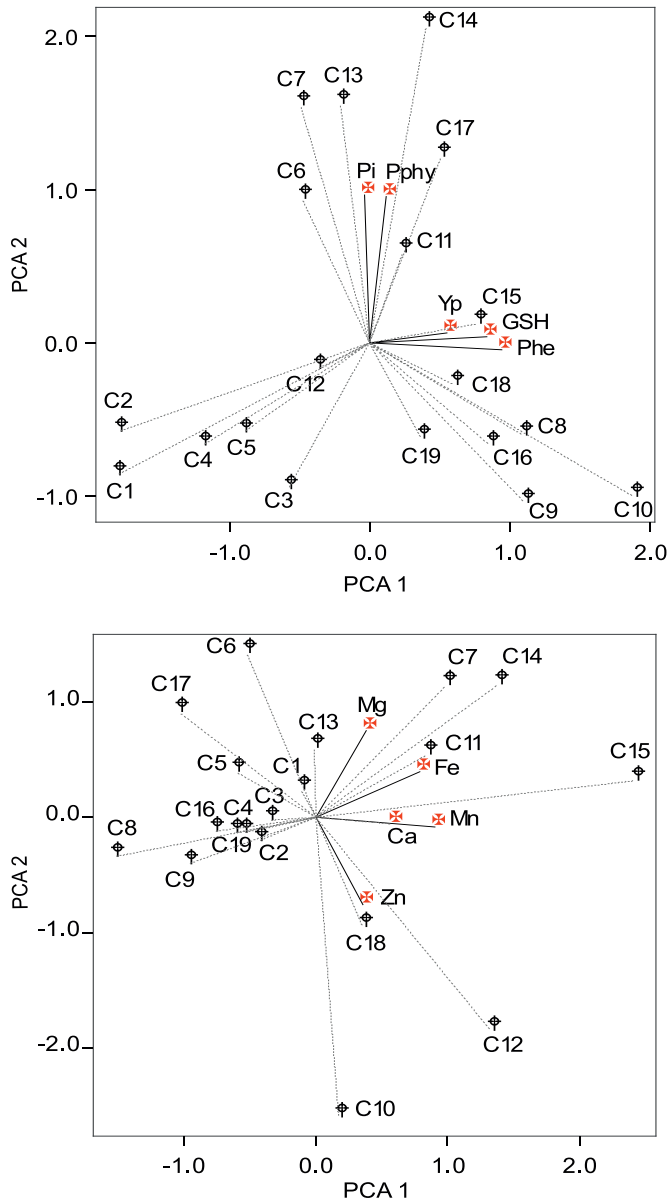 C14
2.0
C7 C13
C17
C6 Pi Pphy
1.0
C11
PCA 2
Yp C15
GSH
0.0
Phe
C12
C18
C2
C5 C8
C4 C16
C1 C19
C3
C9 C10
-1.0
-1.0 0.0 1.0 2.0
PCA 1
C6 C7 C14
C17
1.0 Mg
C13
C11
C5 C1 Fe C15
C3
C16 C4
0.0
C8 Ca Mn
C19 C2
C9
PCA 2
Zn
C18
-1.0
C12
-2.0
C10
-1.0 0.0 1.0 2.0
PCA 1